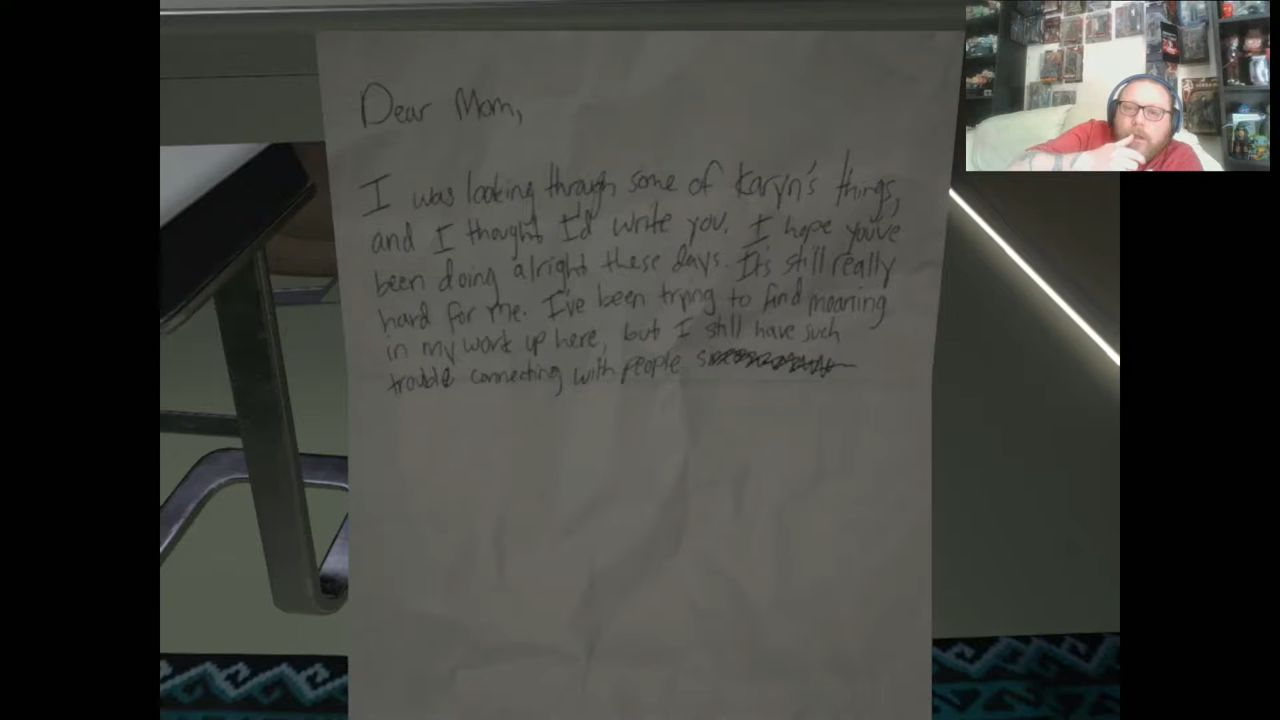 Dear Mom,
I was looking through some of Karyn's things,
and I thought I'd write you. I hope you've
been doing alright these days. It's still really
hard for me. I've been trying to find meaning
in my work up here, but I still have such
trouble connecting with people